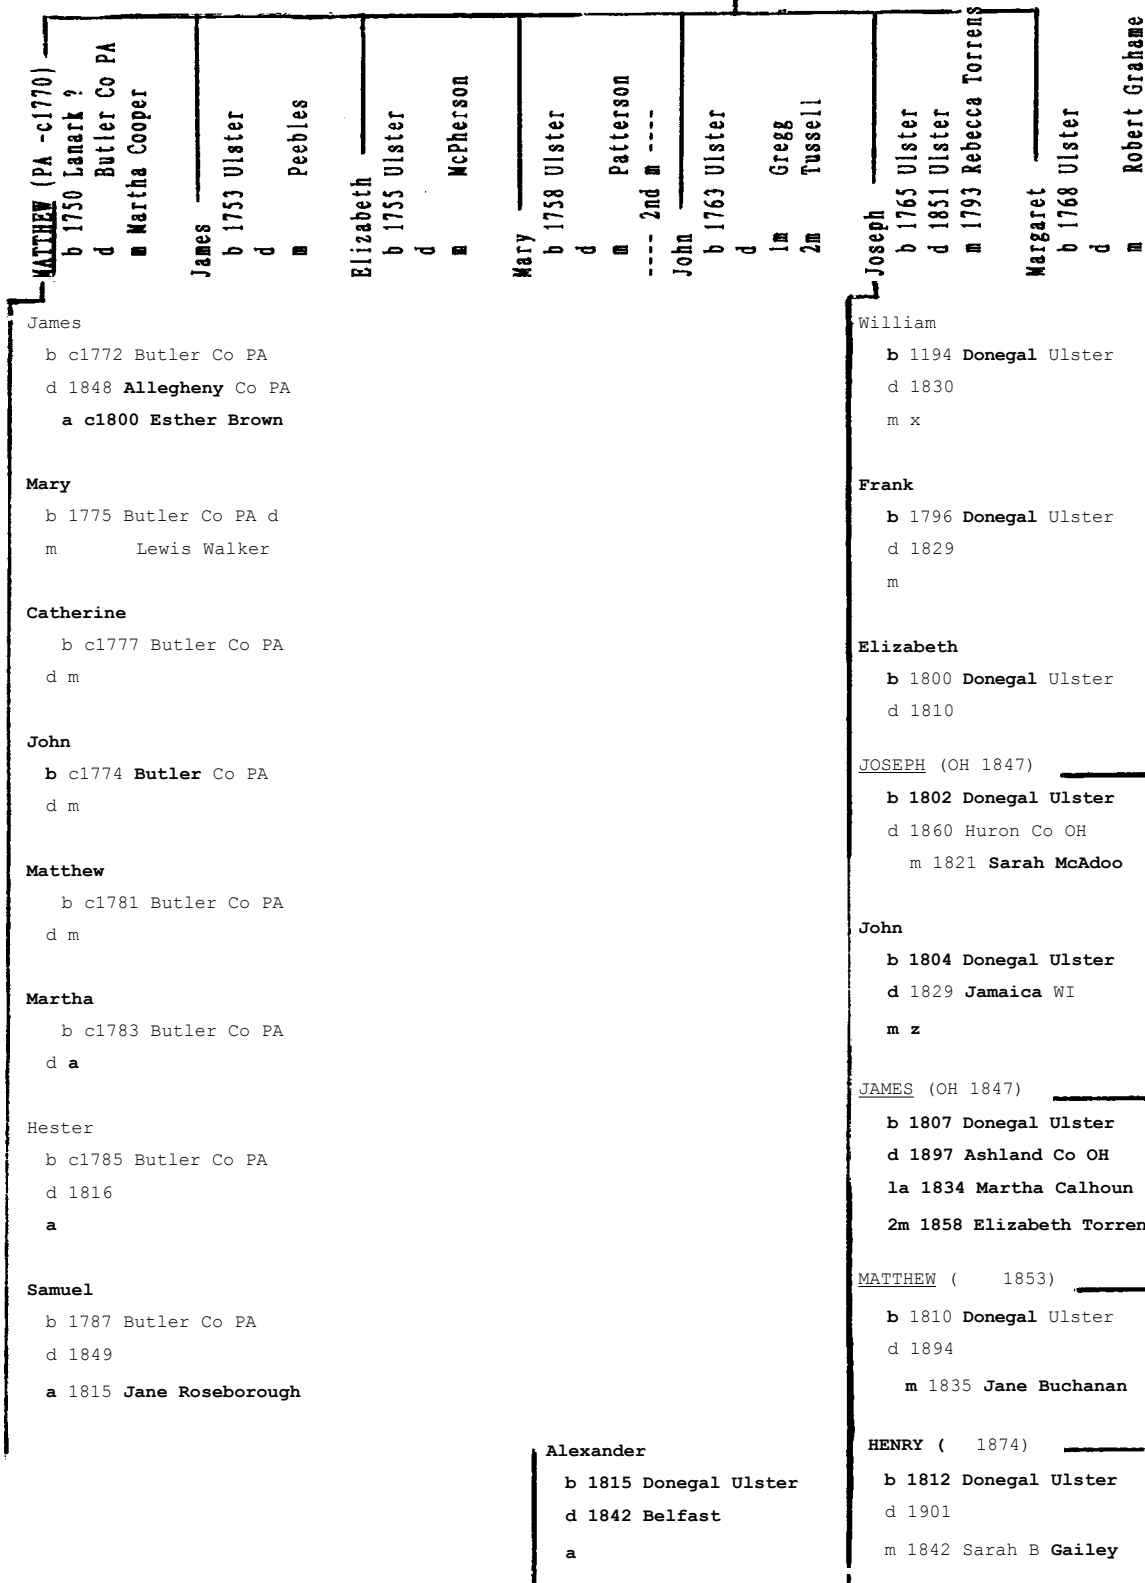 MATTHEW (PA -c1770)
b 1750 Lanark ?
d Butler Co PA
m Martha Cooper
James
b 1753 Ulster
d
m Peebles
Elizabeth
b 1755 Ulster
d
m McPherson
Mary
b 1758 Ulster
d
m Patterson
---- 2nd m ----
John
b 1763 Ulster
d
1m Gregg
2m Tussell
Joseph
b 1765 Ulster
d 1851 Ulster
m 1793 Rebecca Torrens
Margaret
b 1768 Ulster
d
m Robert Grahame
James
b c1772 Butler Co PA
d 1848 Allegheny Co PA
a c1800 Esther Brown
Mary
b 1775 Butler Co PA d
m Lewis Walker
Catherine
b c1777 Butler Co PA
d m
John
b c1774 Butler Co PA
d m
Matthew
b c1781 Butler Co PA
d m
Martha
b c1783 Butler Co PA
d a
Hester
b c1785 Butler Co PA
d 1816
a
Samuel
b 1787 Butler Co PA
d 1849
a 1815 Jane Roseborough
Alexander
b 1815 Donegal Ulster
d 1842 Belfast
a
William
b 1194 Donegal Ulster
d 1830
m x
Frank
b 1796 Donegal Ulster
d 1829
m
Elizabeth
b 1800 Donegal Ulster
d 1810
JOSEPH (OH 1847)
b 1802 Donegal Ulster
d 1860 Huron Co OH
m 1821 Sarah McAdoo
John
b 1804 Donegal Ulster
d 1829 Jamaica WI
m z
JAMES (OH 1847)
b 1807 Donegal Ulster
d 1897 Ashland Co OH
la 1834 Martha Calhoun
2m 1858 Elizabeth Torren
MATTHEW ( 1853)
b 1810 Donegal Ulster
d 1894
m 1835 Jane Buchanan
HENRY ( 1874)
b 1812 Donegal Ulster
d 1901
m 1842 Sarah B Gailey